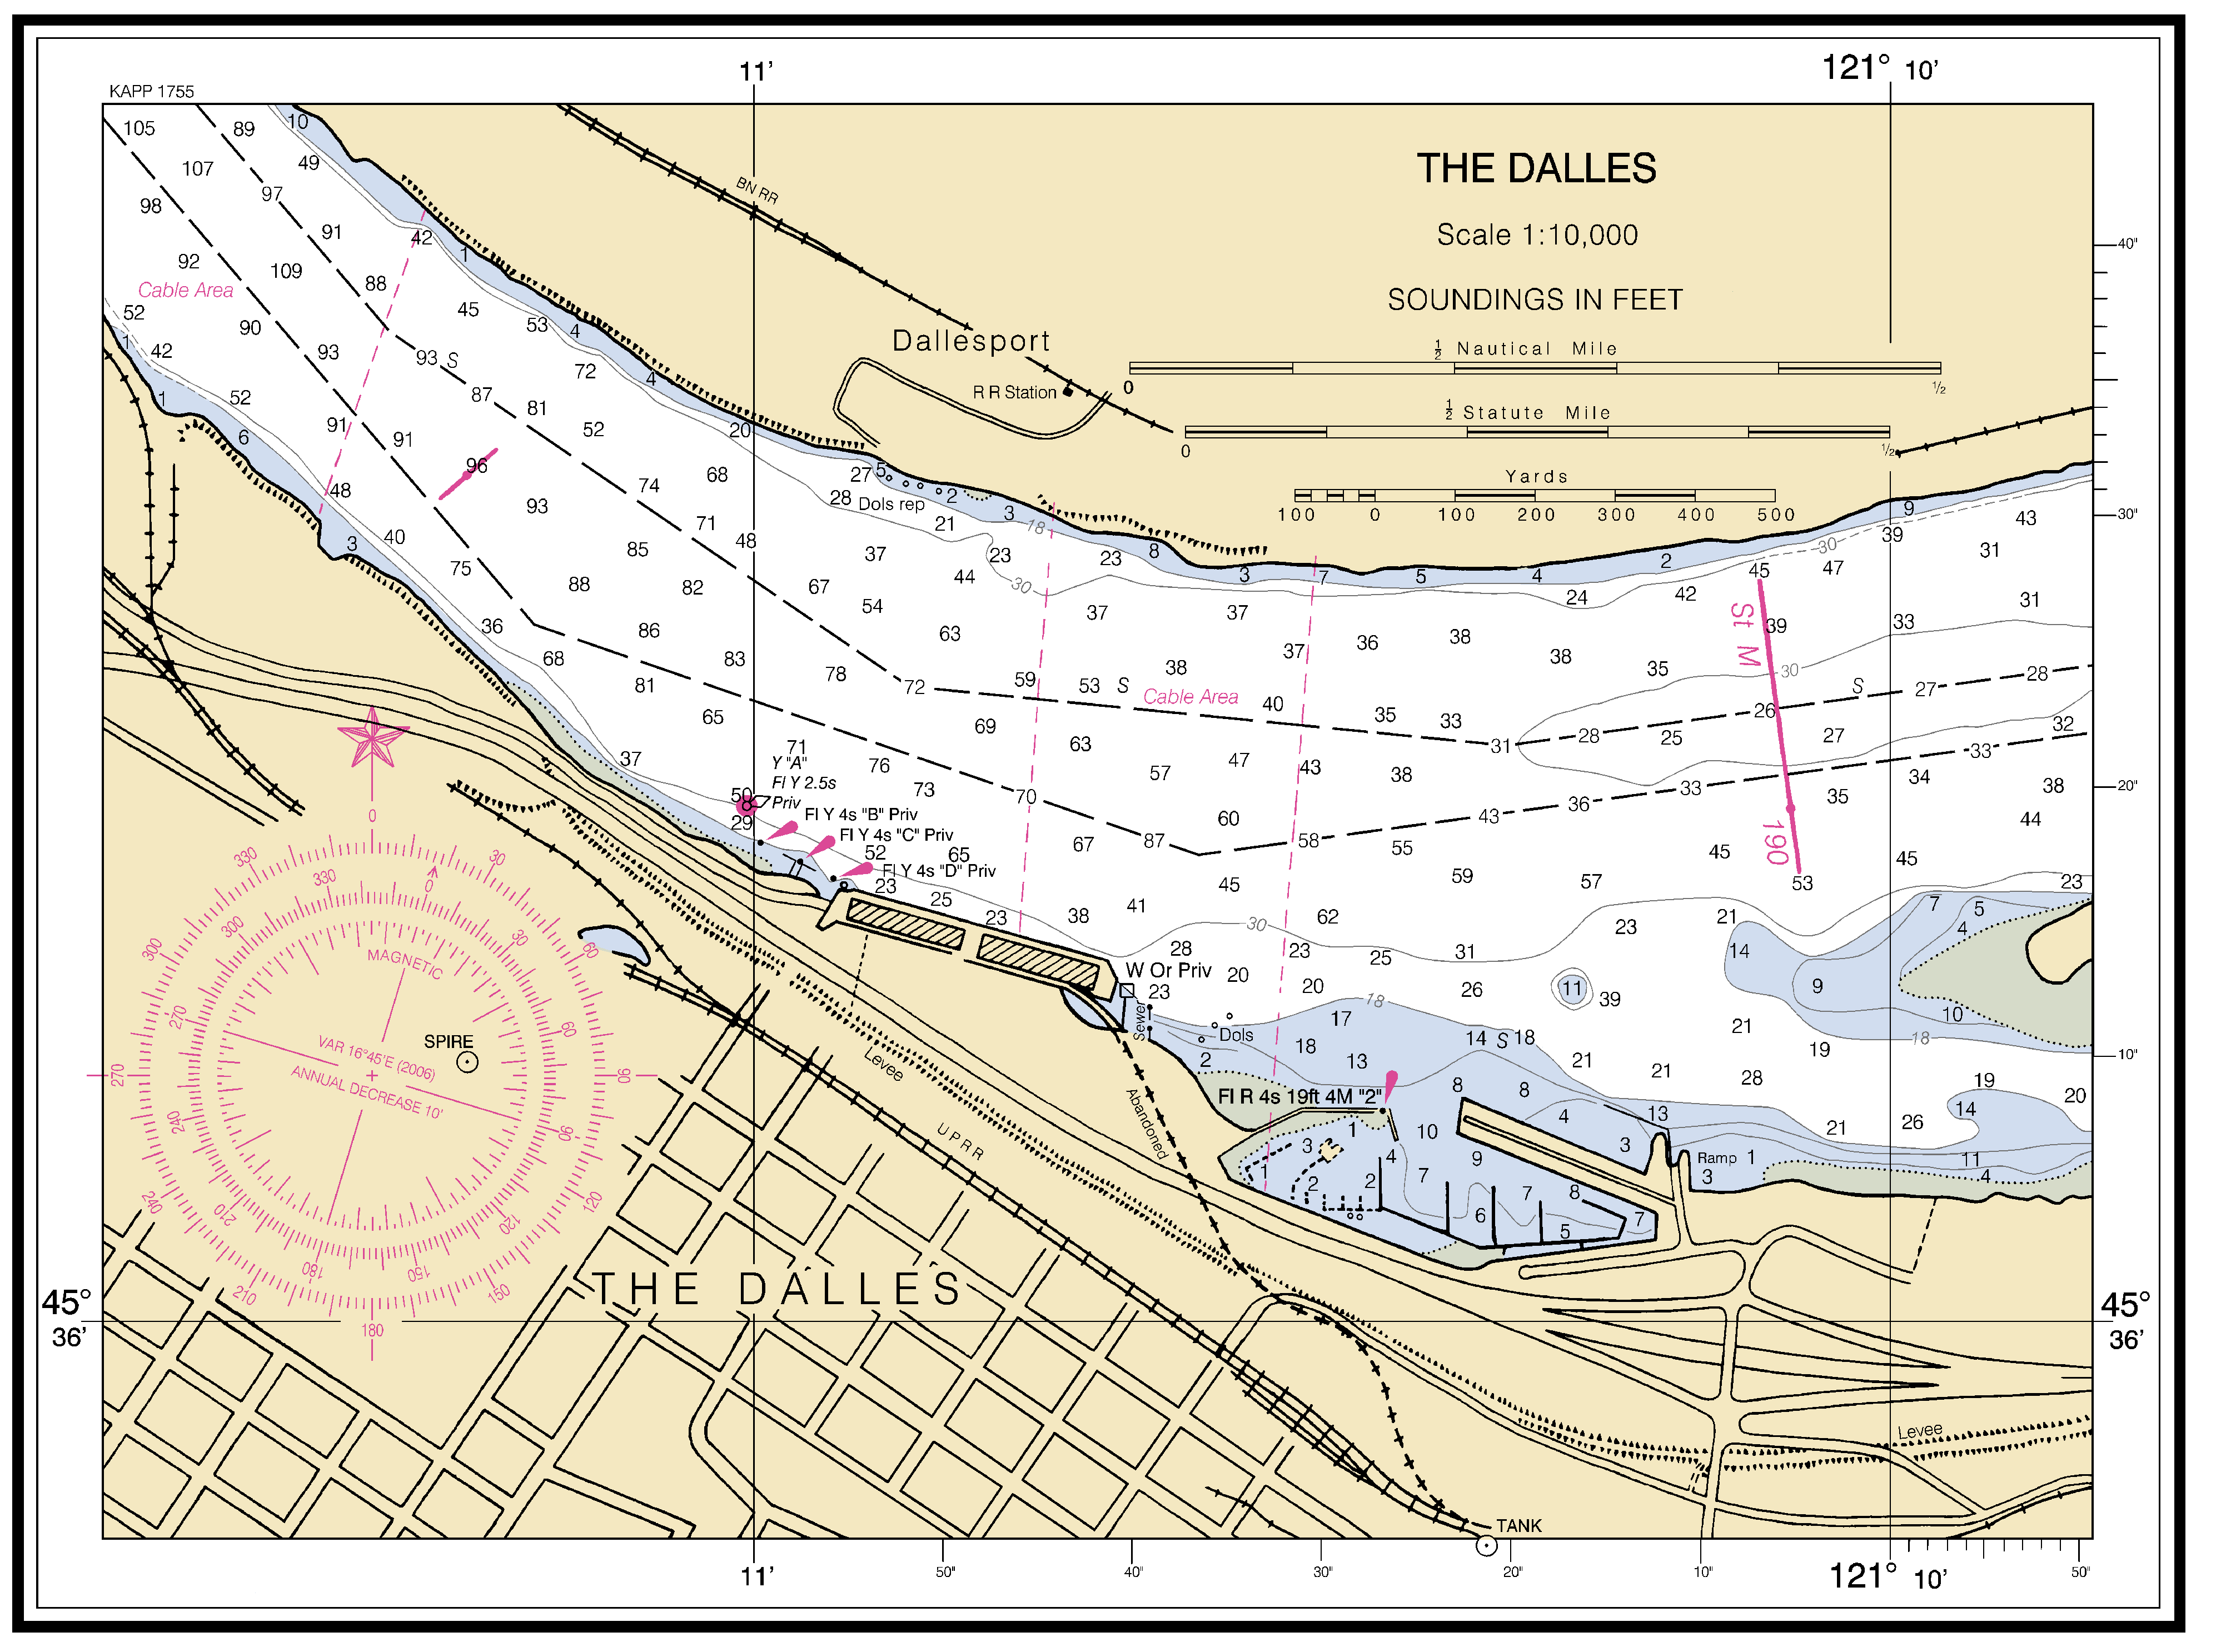 11'
121° 10'
KAPP 1755
105 89 10
107 49
98 97
91 42 1
92 109 88
Cable Area
52 90 45 53 4
1 42 93 93 S 72 4
1 52 87 81
6 91 91 52 20
96 74 68
48 93 71 48
3 40 85
75 88 82
36 86 83
68 81 65
37 71
BN RR
THE DALLES
Scale 1:10,000
SOUNDINGS IN FEET
½ Nautical Mile
0 ½
½ Statute Mile
0 ½
Yards
100 0 100 200 300 400 500
Dallesport
R R Station
40"
30"
20"
10"
27 5
28 Dols rep 2
21 3 18
37 23 23 8
67 44 30 3 7 5 4 2
54 37 37 24 42
63 37 36 38 38 35
78 72 59 53 S 38
Cable Area 40 35 33
69 63 31 28 25
76 57 47 43 38
73 70 60 43 36 33
67 87 58 55
45 59 57 45
9 43
39 31
30 47 45
31
39 33
30 28
S 27
26 32
27 33
34 38
35 44
45
53 23
St M
190
Y "A"
Fl Y 2.5s
Priv
50
29
Fl Y 4s "B" Priv
Fl Y 4s "C" Priv
52 65
Fl Y 4s "D" Priv
23
25 23 38 41
62
30 28 23 25 31 23 21
7 5
4
14
W Or Priv
23 20 20 26 11 39 9
10
Sewer
Dols
18
17
18 13 14 S 18
2
21 21 21 19 18
28 19 20
14 26 21
11
4
8 8 4 13 3
Fl R 4s 19ft 4M "2"
1 10
3 4 9
1 2 2 7 7 8
6 5 7
Ramp 1
3
0
330 30
300 60
270 90
240 120
210 150
180
0
330 30
300 60
270 90
240 120
210 150
180
MAGNETIC
VAR 16°45'E (2006)
ANNUAL DECREASE 10'
SPIRE
Levee
U P R R
Abandoned
THE DALLES
45°
36'
45°
36'
Levee
TANK
11'
50"
40"
30"
20"
10"
121° 10'
50"